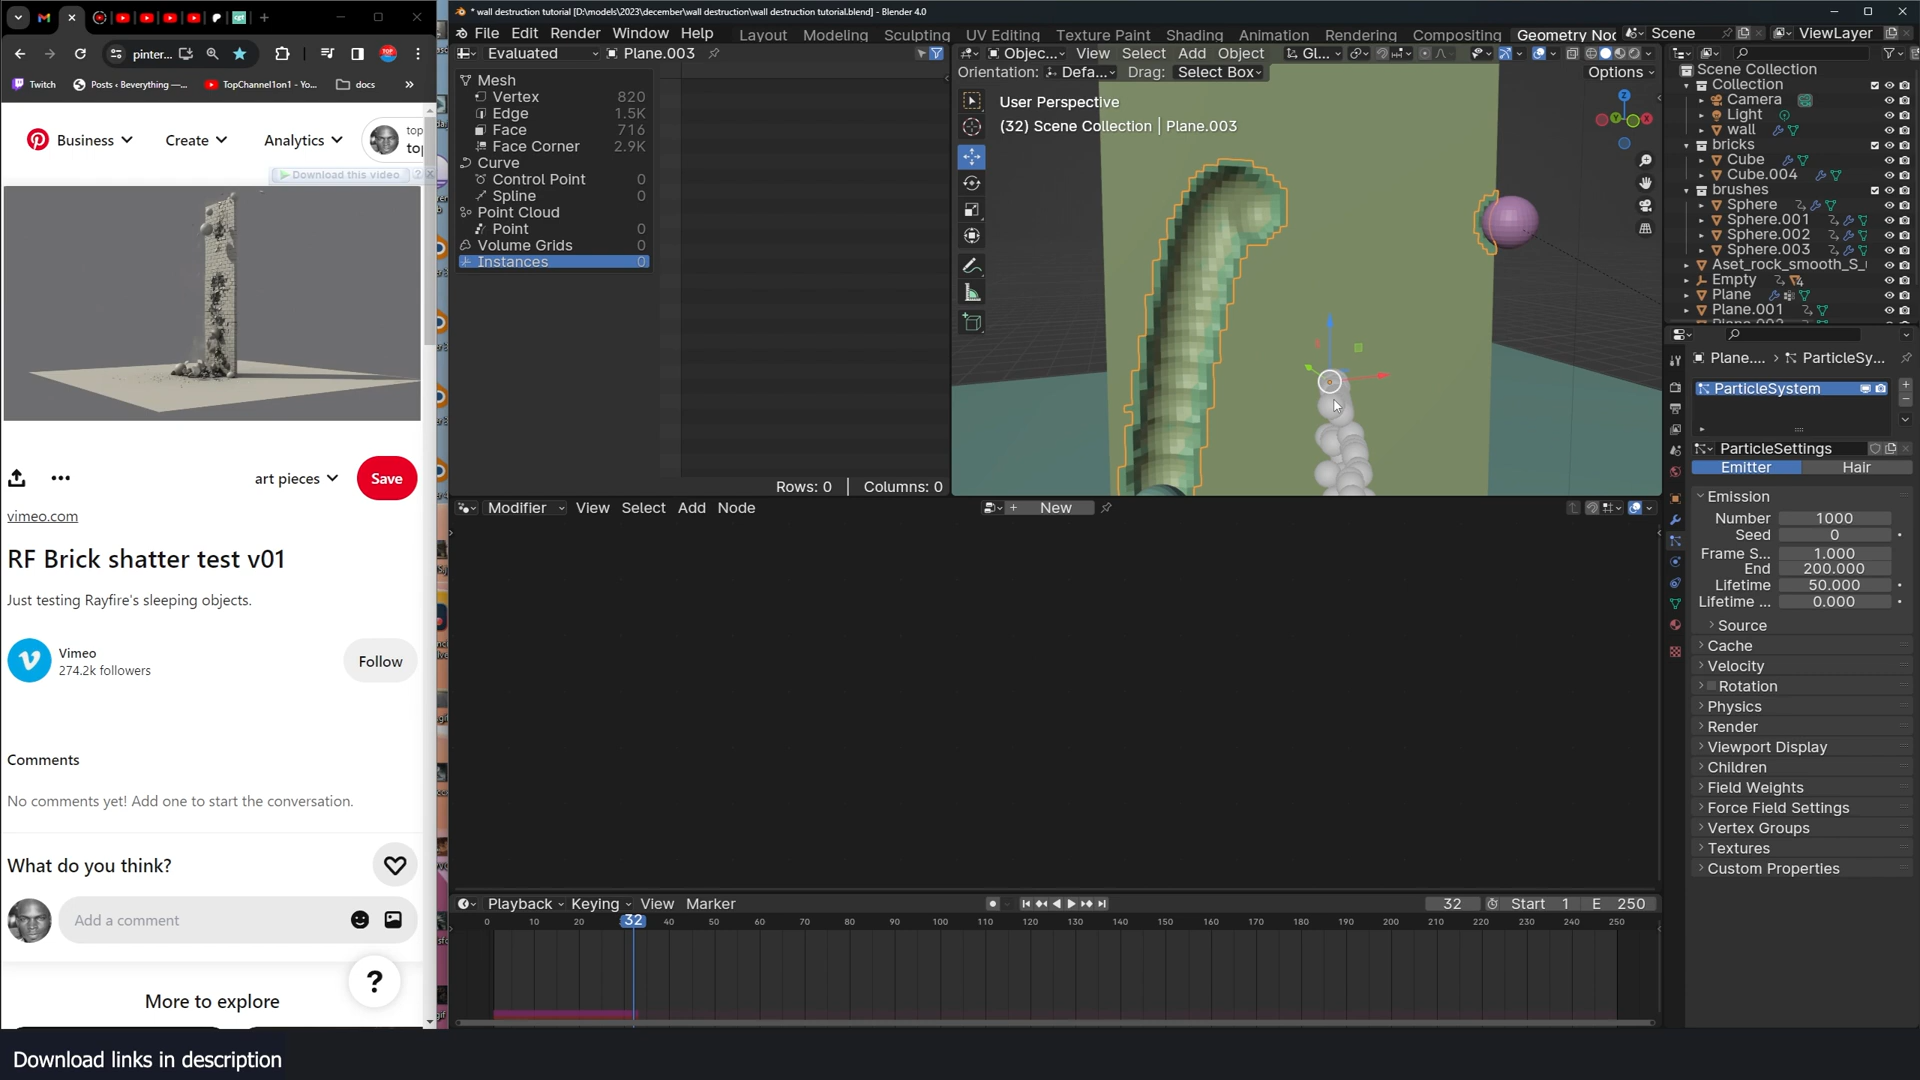 pinter...
Twitch
Posts ‹ Beverything —...
TopChannel1on1 - Yo...
docs
»
Business
Create
Analytics
top
to
Download this video
art pieces
Save
vimeo.com
RF Brick shatter test v01
Just testing Rayfire's sleeping objects.
Vimeo
274.2k followers
Follow
Comments
No comments yet! Add one to start the conversation.
What do you think?
Add a comment
?
More to explore
* wall destruction tutorial [D:\models\2023\december\wall destruction\wall destruction tutorial.blend] - Blender 4.0
File Edit Render Window Help
Layout Modeling Sculpting UV Editing Texture Paint Shading Animation Rendering Compositing Geometry Noc
Scene
ViewLayer
Evaluated
Plane.003
Mesh
Vertex 820
Edge 1.5K
Face 716
Face Corner 2.9K
Curve
Control Point 0
Spline 0
Point Cloud
Point 0
Volume Grids 0
Instances 0
Rows: 0 | Columns: 0
Objec... View Select Add Object
Gl...
Orientation: Defa... Drag: Select Box
Options
User Perspective
(32) Scene Collection | Plane.003
Z
Y
X
Scene Collection
Collection
Camera
Light
wall
bricks
Cube
Cube.004
brushes
Sphere
Sphere.001
Sphere.002
Sphere.003
Aset_rock_smooth_S_
Empty
Plane
Plane.001
Plane.... › ParticleSy...
ParticleSystem
ParticleSettings
Emitter Hair
Emission
Number 1000
Seed 0
Frame S... 1.000
End 200.000
Lifetime 50.000
Lifetime ... 0.000
Source
Cache
Velocity
Rotation
Physics
Render
Viewport Display
Children
Field Weights
Force Field Settings
Vertex Groups
Textures
Custom Properties
Modifier View Select Add Node
New
Playback Keying View Marker
32
Start 1
E 250
0 10 20 32 40 50 60 70 80 90 100 110 120 130 140 150 160 170 180 190 200 210 220 230 240 250
Download links in description